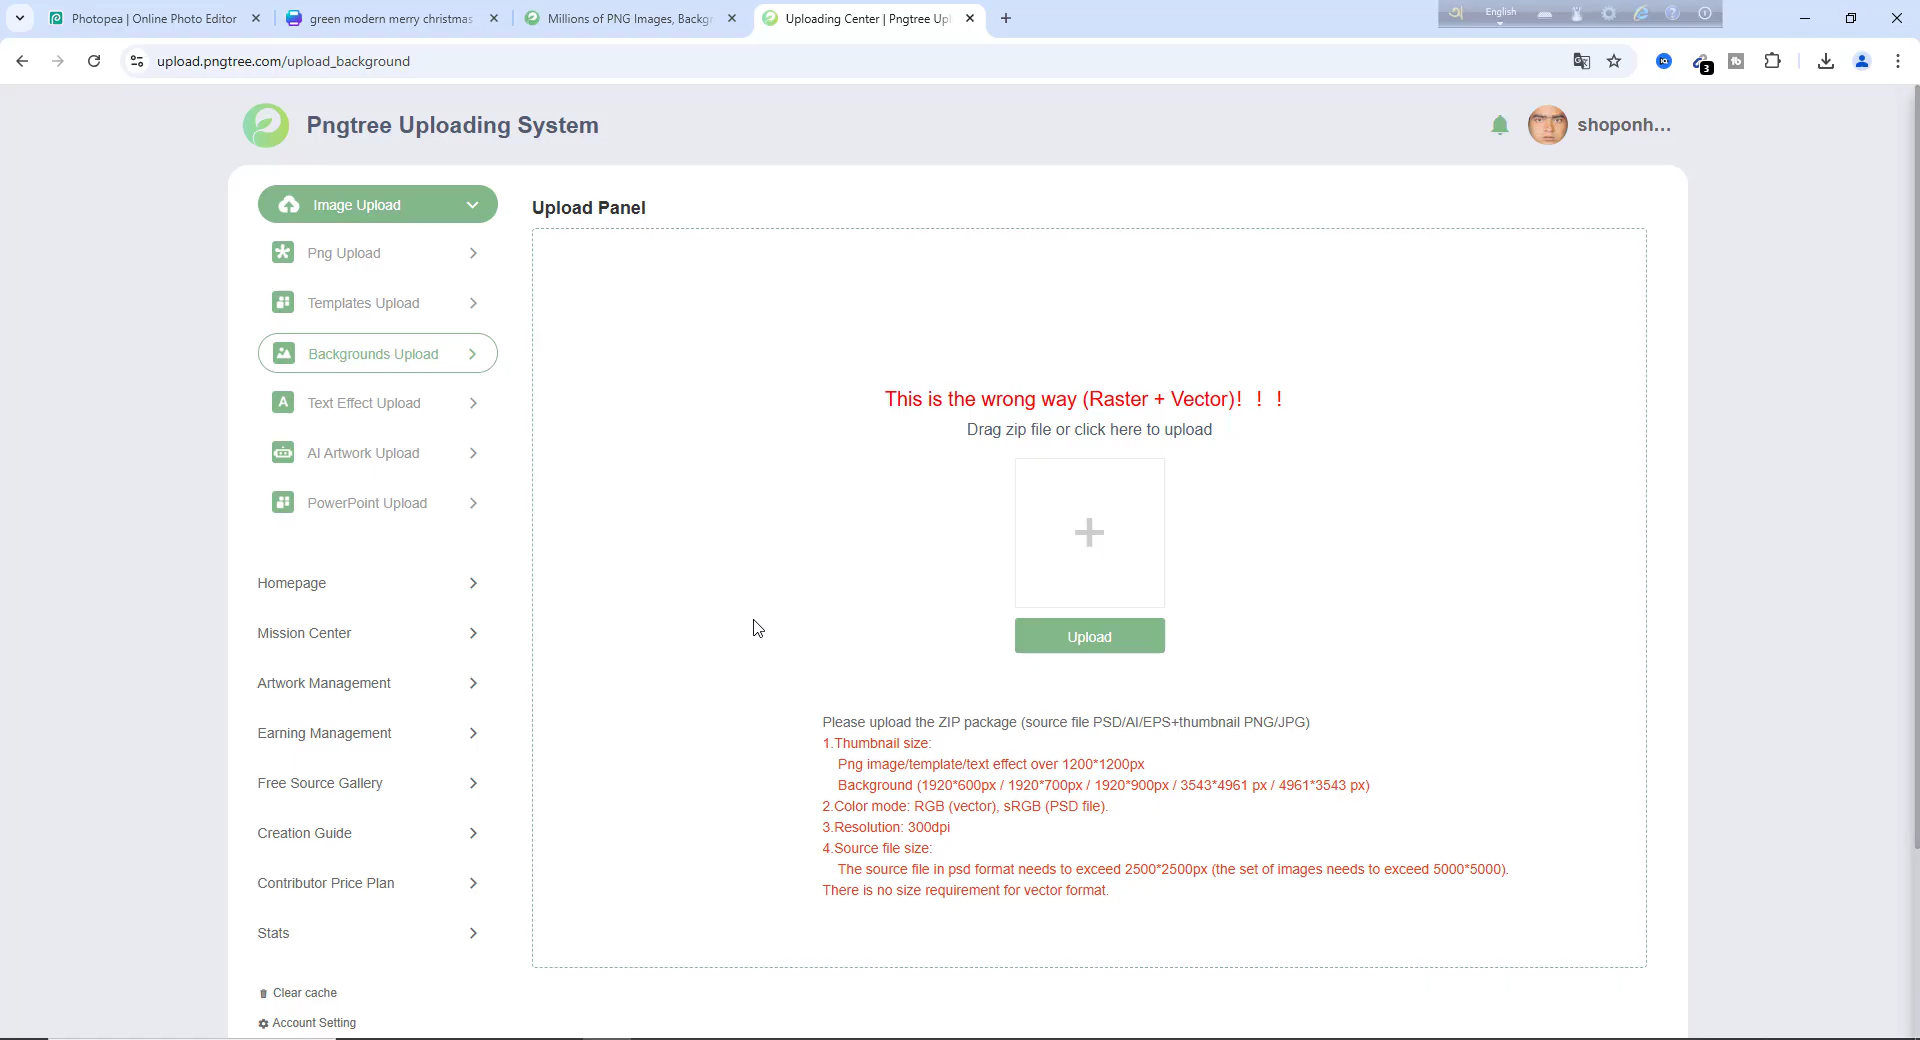 Photopea | Online Photo Editor
green modern merry christmas
Millions of PNG Images, Backgr
Uploading Center | Pngtree Upl
English
upload.pngtree.com/upload_background
3
Pngtree Uploading System
shoponh...
Image Upload
Png Upload
Templates Upload
Backgrounds Upload
Text Effect Upload
AI Artwork Upload
PowerPoint Upload
Homepage
Mission Center
Artwork Management
Earning Management
Free Source Gallery
Creation Guide
Contributor Price Plan
Stats
Clear cache
Account Setting
Upload Panel
This is the wrong way (Raster + Vector)！！！
Drag zip file or click here to upload
Upload
Please upload the ZIP package (source file PSD/AI/EPS+thumbnail PNG/JPG)
1.Thumbnail size:
Png image/template/text effect over 1200*1200px
Background (1920*600px / 1920*700px / 1920*900px / 3543*4961 px / 4961*3543 px)
2.Color mode: RGB (vector), sRGB (PSD file).
3.Resolution: 300dpi
4.Source file size:
The source file in psd format needs to exceed 2500*2500px (the set of images needs to exceed 5000*5000).
There is no size requirement for vector format.